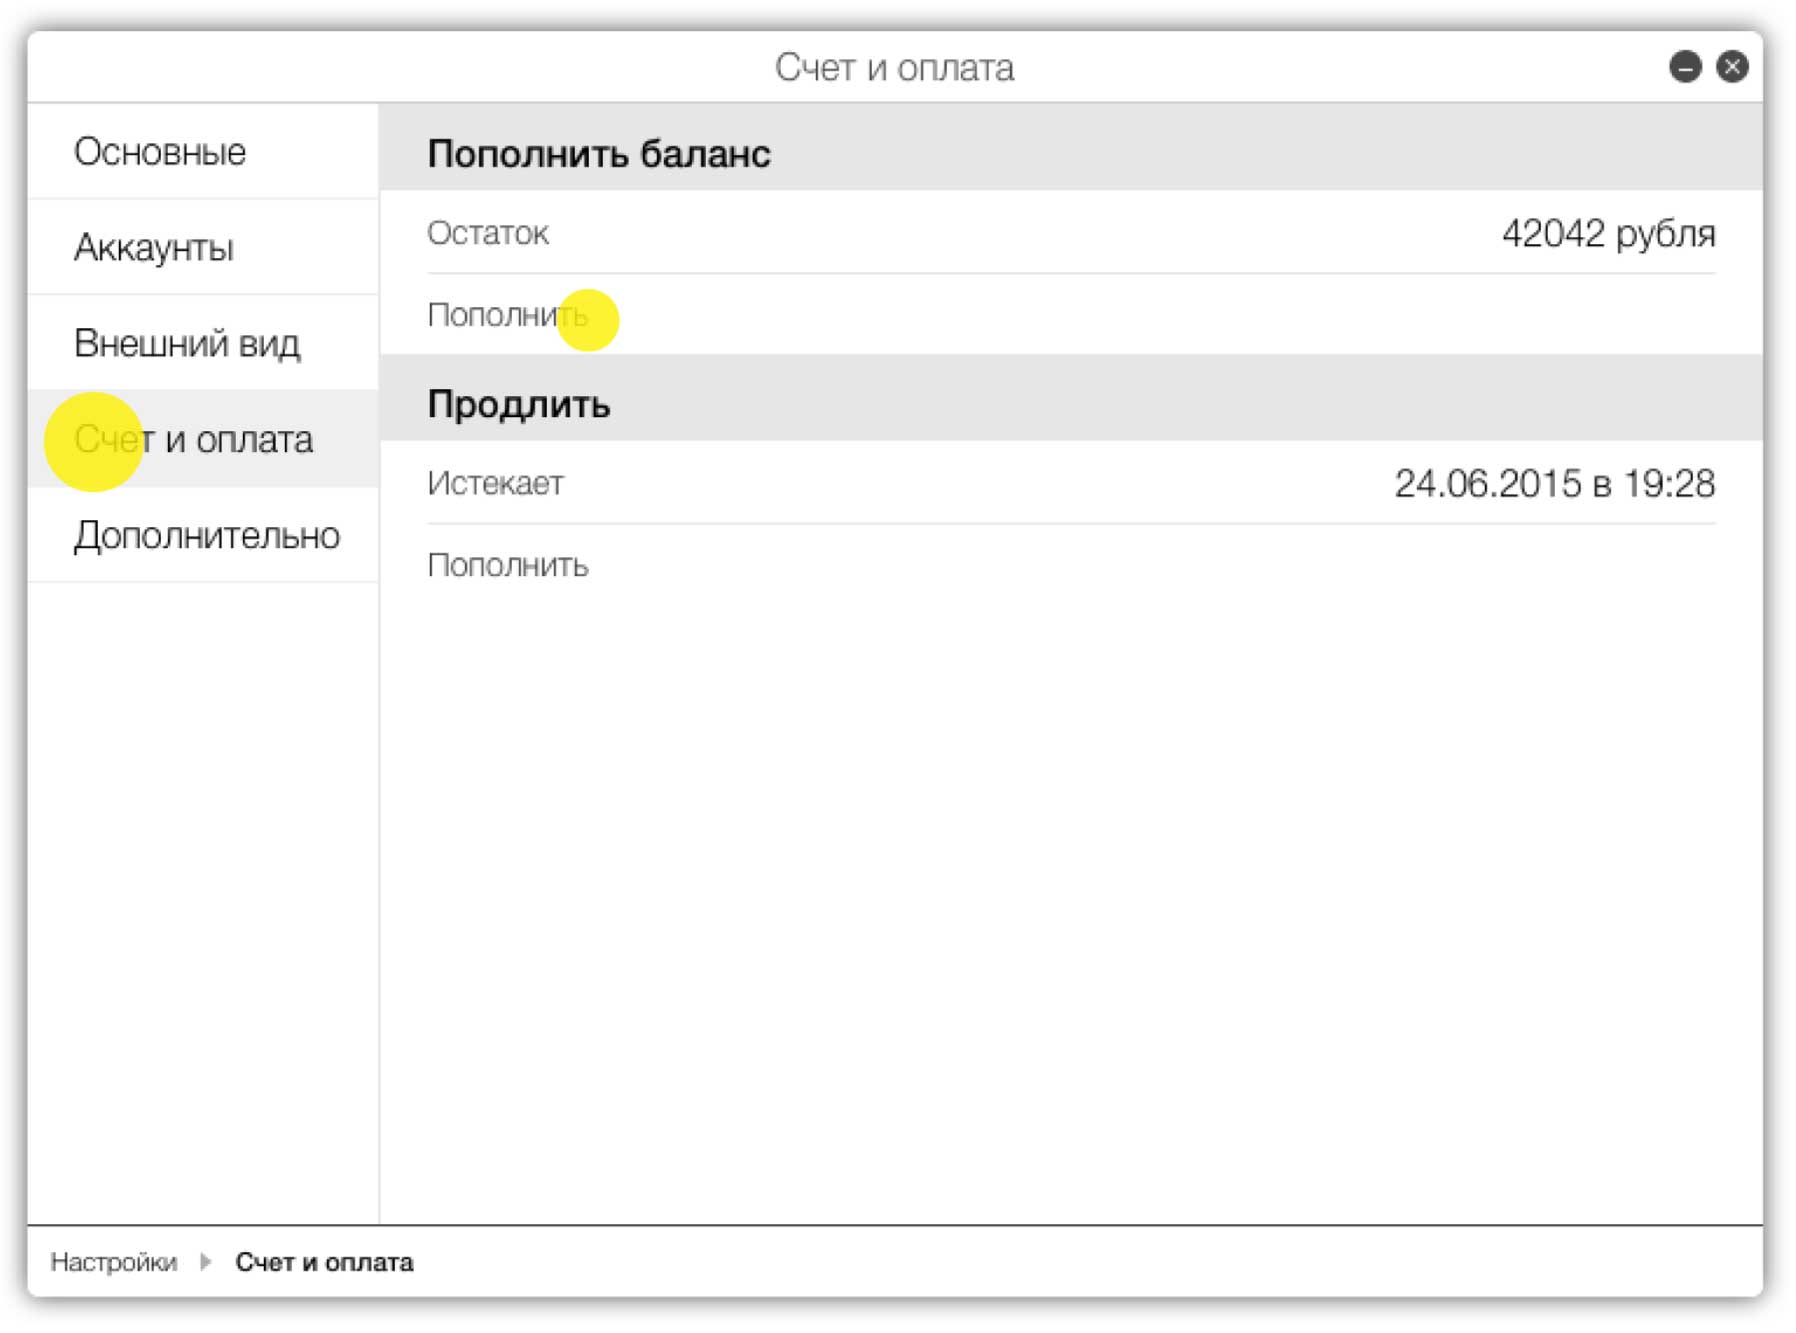 Счет и оплата
Основные
Аккаунты
Внешний вид
Счет и оплата
Дополнительно
Пополнить баланс
Остаток 42042 рубля
Пополнить
Продлить
Истекает 24.06.2015 в 19:28
Пополнить
Настройки Счет и оплата